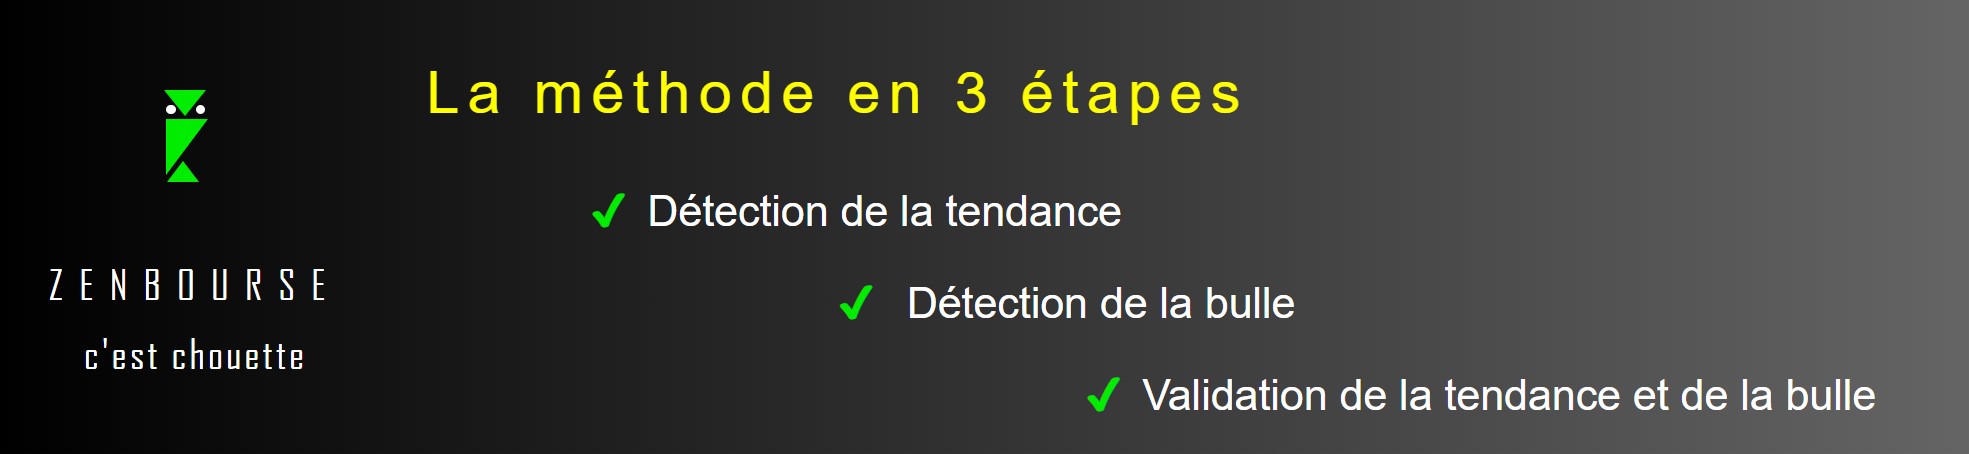 La méthode en 3 étapes
Détection de la tendance
Détection de la bulle
Validation de la tendance et de la bulle
ZENBOURSE
c'est chouette